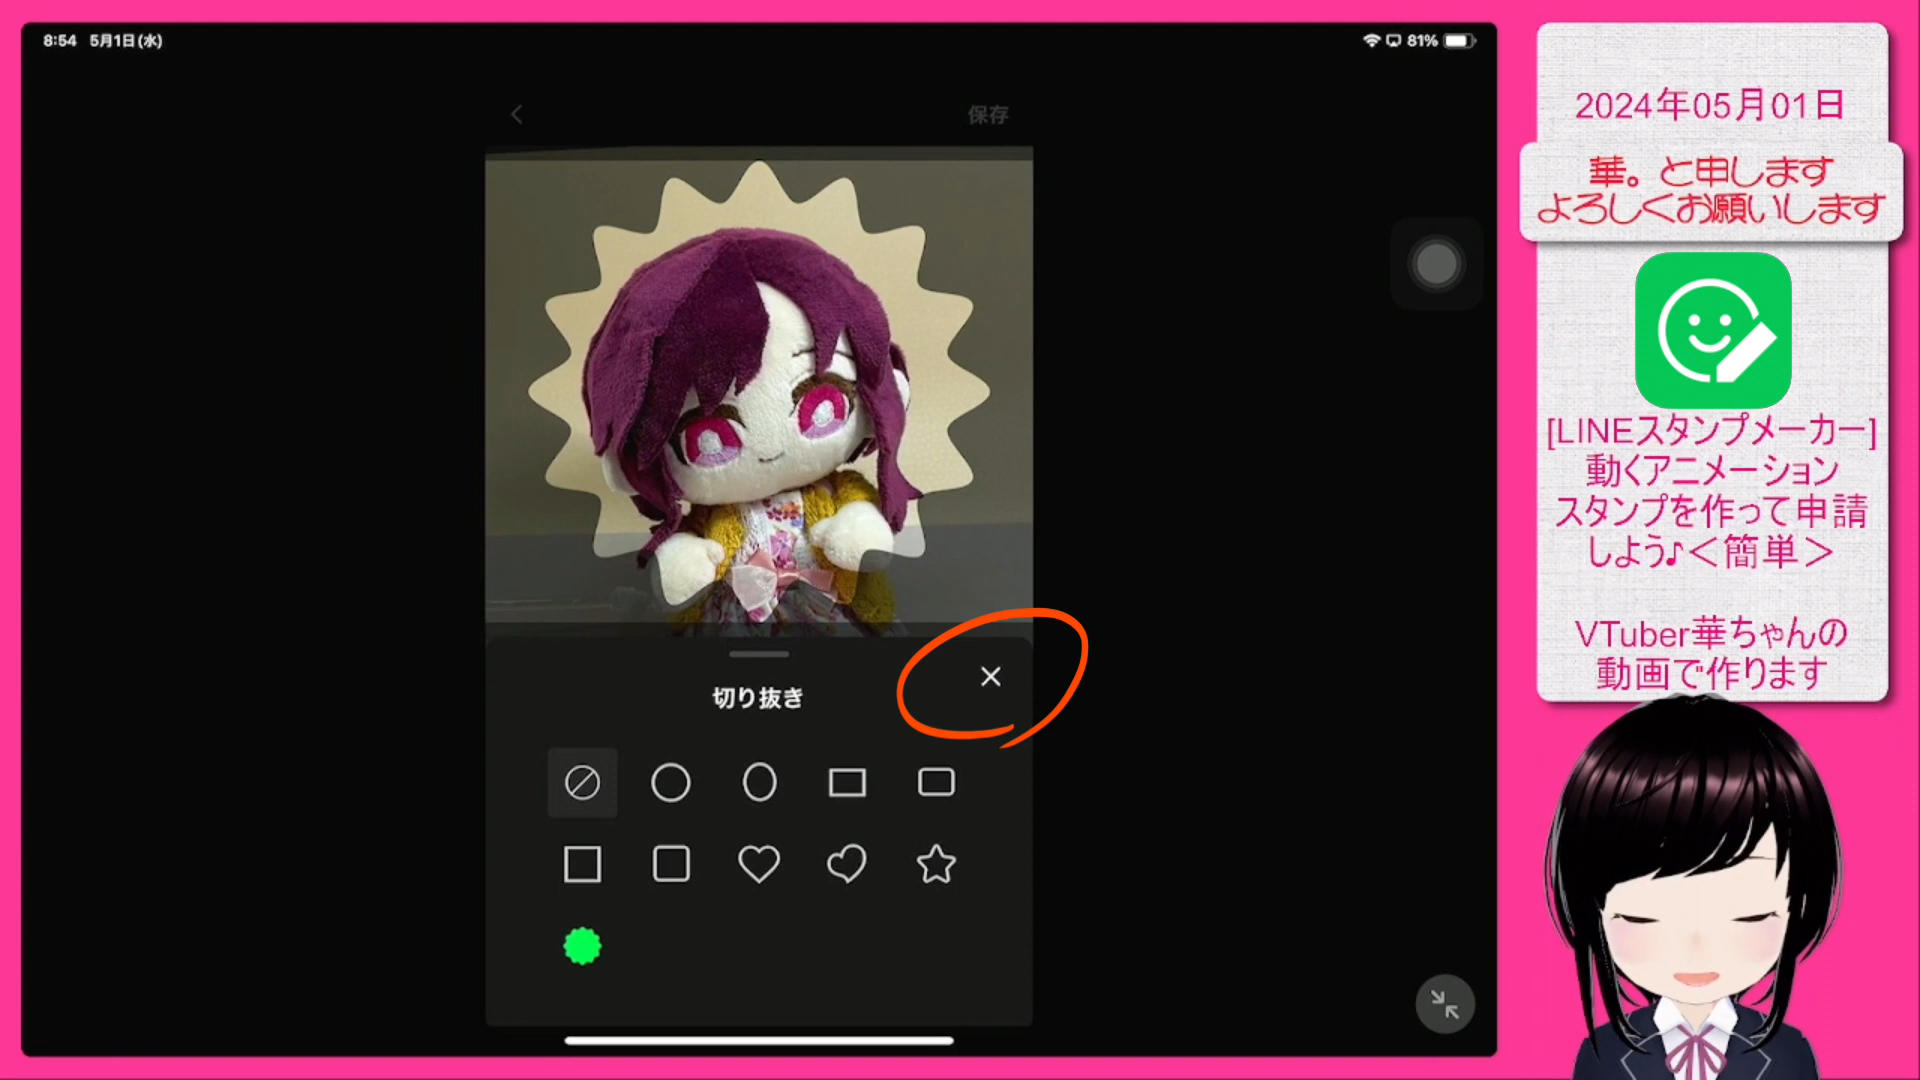 8:54 5月1日(水)
81%
保存
切り抜き
2024年05月01日
華。と申します
よろしくお願いします
[LINEスタンプメーカー]
動くアニメーション
スタンプを作って申請
しよう♪＜簡単＞
VTuber華ちゃんの
動画で作ります